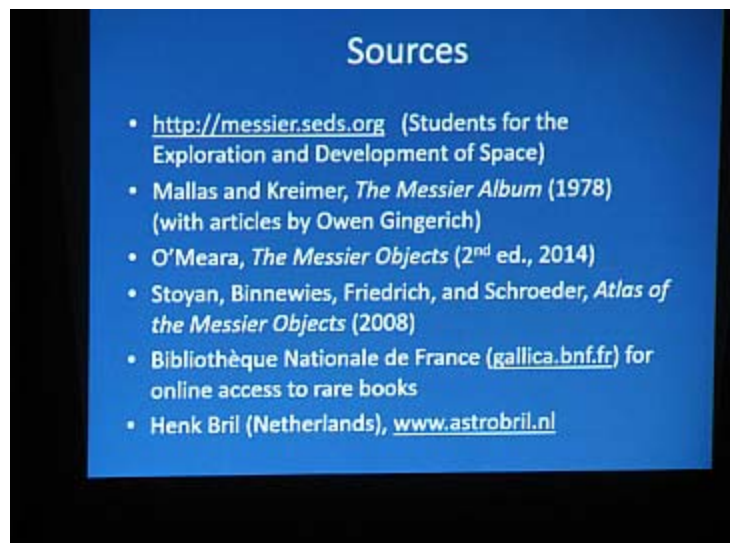 Sources
• http://messier.seds.org (Students for the
Exploration and Development of Space)
• Mallas and Kreimer, The Messier Album (1978)
(with articles by Owen Gingerich)
• O'Meara, The Messier Objects (2nd ed., 2014)
• Stoyan, Binnewies, Friedrich, and Schroeder, Atlas of
the Messier Objects (2008)
• Bibliothèque Nationale de France (gallica.bnf.fr) for
online access to rare books
• Henk Bril (Netherlands), www.astrobril.nl